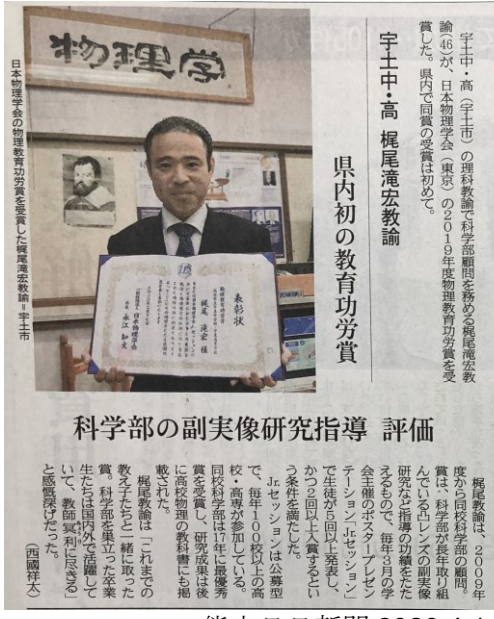 宇土中・高(宇土市)の理科教諭で科学部顧問を務める梶尾滝宏教
諭(46)が、日本物理学会(東京)の2019年度物理教育功労賞を受
賞した。県内で同賞の受賞は初めて。
宇土中・高 梶尾滝宏教諭
県内初の教育功労賞
物理学
表彰状
梶尾 滝宏 様
日本物理学会
永江 知文
日本物理学会の物理教育功労賞を受賞した梶尾滝宏教諭=宇土市
科学部の副実像研究指導 評価
梶尾教諭は、2009年
度から同校科学部の顧問。
賞は、科学部が長年取り組
んでいる凸レンズの副実像
研究など指導の功績をたた
えるもので、毎年3月の学
会主催のポスタープレゼン
テーション「Jr.セッション」
で生徒が5回以上発表し、
かつ2回以上入賞するとい
う条件を満たした。
Jr.セッションは公募型
で、毎年100校以上の高
校・高専が参加している。
同校科学部は17年に最優秀
賞を受賞し、研究成果は後
に高校物理の教科書にも掲
載された。
梶尾教諭は「これまでの
教え子たちと一緒に取った
賞。科学部を巣立った卒業
生たちは国内外で活躍して
いて、教師冥利に尽きる」
と感慨深げだった。
(西國祥太)